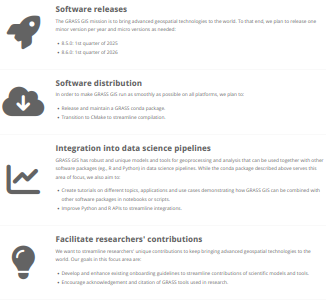 Software releases
The GRASS GIS mission is to bring advanced geospatial technologies to the world. To that end, we plan to release one
minor version per year and micro versions as needed:
• 8.5.0: 1st quarter of 2025
• 8.6.0: 1st quarter of 2026
Software distribution
In order to make GRASS GIS run as smoothly as possible on all platforms, we plan to:
• Release and maintain a GRASS conda package.
• Transition to CMake to streamline compilation.
Integration into data science pipelines
GRASS GIS has robust and unique models and tools for geoprocessing and analysis that can be used together with other
software packages (e.g., R and Python) in data science pipelines. While the conda package described above serves this
area of focus, we also aim to:
• Create tutorials on different topics, applications and use cases demonstrating how GRASS GIS can be combined with
other software packages in notebooks or scripts.
• Improve Python and R APIs to streamline integrations.
Facilitate researchers' contributions
We want to streamline researchers' unique contributions to keep bringing advanced geospatial technologies to the
world. Our goals in this focus area are:
• Develop and enhance existing onboarding guidelines to streamline contributions of scientific models and tools.
• Encourage acknowledgement and citation of GRASS tools used in research.